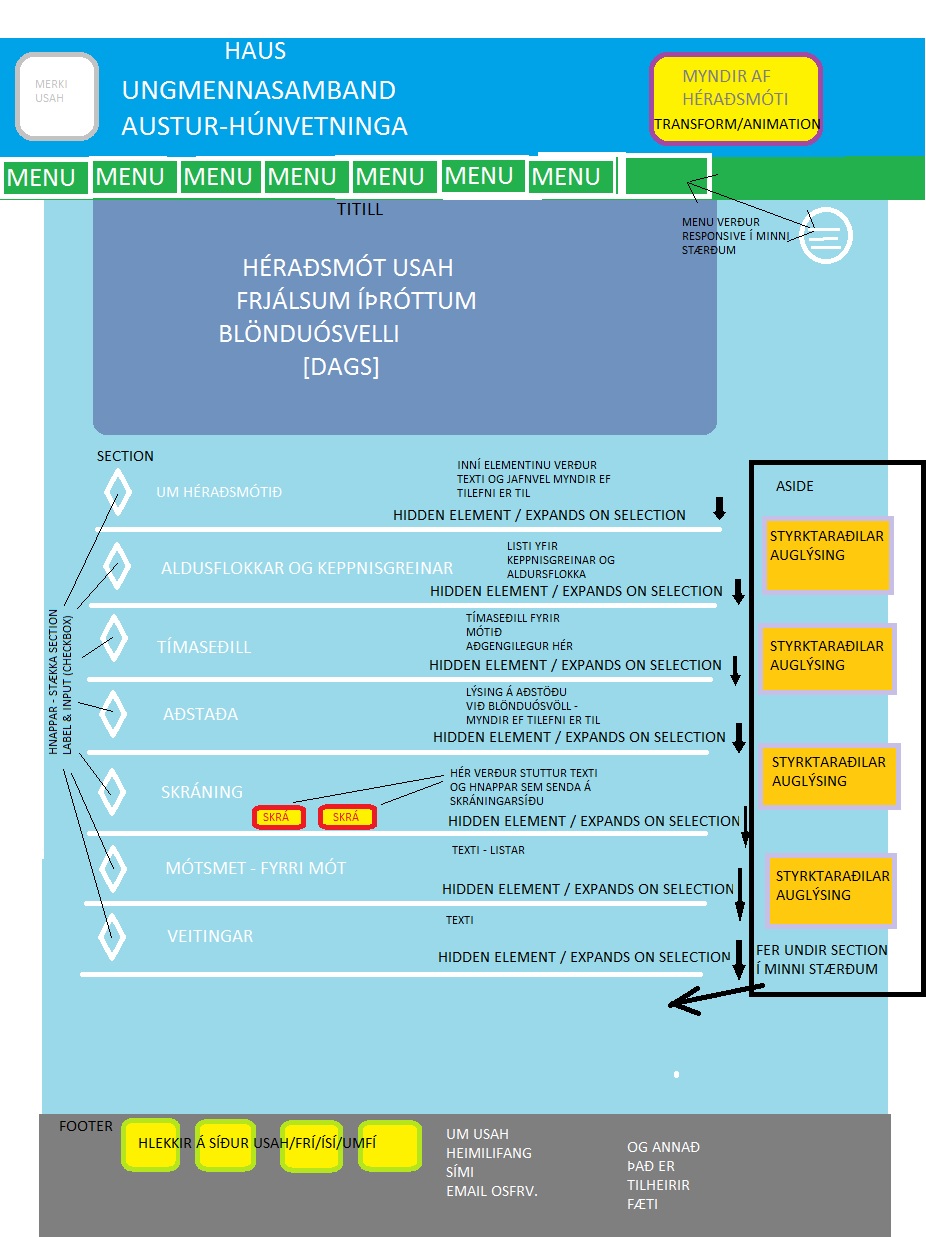 HAUS
MERKI
USAH
UNGMENNASAMBAND
AUSTUR-HÚNVETNINGA
MYNDIR AF
HÉRAÐSMÓTI
TRANSFORM/ANIMATION
MENU MENU MENU MENU MENU MENU MENU
TITILL
MENU VERÐUR
RESPONSIVE Í MINNI
STÆRÐUM
HÉRAÐSMÓT USAH
FRJÁLSUM ÍÞRÓTTUM
BLÖNDUÓSVELLI
[DAGS]
SECTION
UM HÉRAÐSMÓTIÐ
INNÍ ELEMENTINU VERÐUR
TEXTI OG JAFNVEL MYNDIR EF
TILEFNI ER TIL
HIDDEN ELEMENT / EXPANDS ON SELECTION
ALDUSFLOKKAR OG KEPPNISGREINAR
LISTI YFIR
KEPPNISGREINAR OG
ALDURSFLOKKA
HIDDEN ELEMENT / EXPANDS ON SELECTION
TÍMASEÐILL
TÍMASEÐILL FYRIR
MÓTIÐ
AÐGENGILEGUR HÉR
HIDDEN ELEMENT / EXPANDS ON SELECTION
HNAPPAR - STÆKKA SECTION
LABEL & INPUT (CHECKBOX)
AÐSTAÐA
LÝSING Á AÐSTÖÐU
VIÐ BLÖNDUÓSVÖLL -
MYNDIR EF TILEFNI ER TIL
HIDDEN ELEMENT / EXPANDS ON SELECTION
SKRÁNING
SKRÁ SKRÁ
HÉR VERÐUR STUTTUR TEXTI
OG HNAPPAR SEM SENDA Á
SKRÁNINGARSÍÐU
HIDDEN ELEMENT / EXPANDS ON SELECTION
MÓTSMET - FYRRI MÓT
TEXTI - LISTAR
HIDDEN ELEMENT / EXPANDS ON SELECTION
VEITINGAR
TEXTI
HIDDEN ELEMENT / EXPANDS ON SELECTION
ASIDE
STYRKTARAÐILAR
AUGLÝSING
STYRKTARAÐILAR
AUGLÝSING
STYRKTARAÐILAR
AUGLÝSING
STYRKTARAÐILAR
AUGLÝSING
FER UNDIR SECTION
Í MINNI STÆRÐUM
FOOTER
HLEKKIR Á SÍÐUR USAH/FRÍ/ÍSÍ/UMFÍ
UM USAH
HEIMILIFANG
SÍMI
EMAIL OSFRV.
OG ANNAÐ
ÞAÐ ER
TILHEIRIR
FÆTI